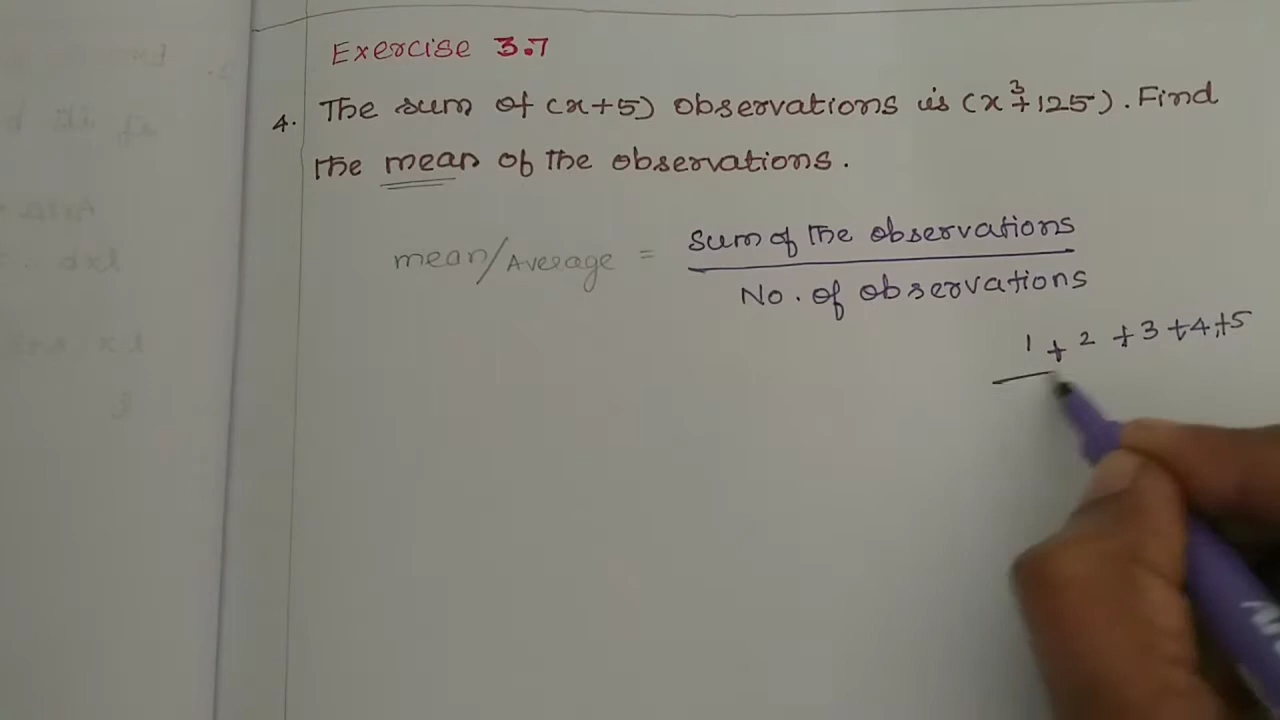 Exercise 3.7
4. The sum of (x+5) observations is (x³+125). Find
the mean of the observations.
mean/Average = sum of the observations
No. of observations
1 + 2 + 3 + 4 + 5